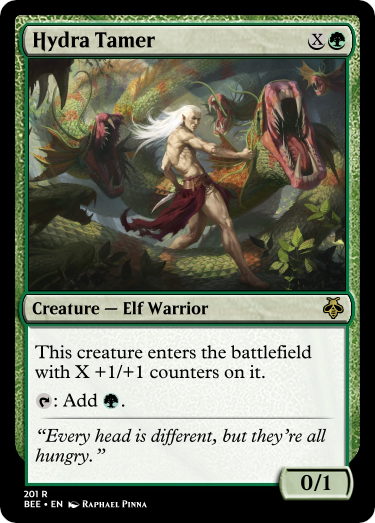 Hydra Tamer X
Creature — Elf Warrior
This creature enters the battlefield
with X +1/+1 counters on it.
: Add .
“Every head is different, but they’re all
hungry.”
0/1
201 R
BEE • EN Raphael Pinna